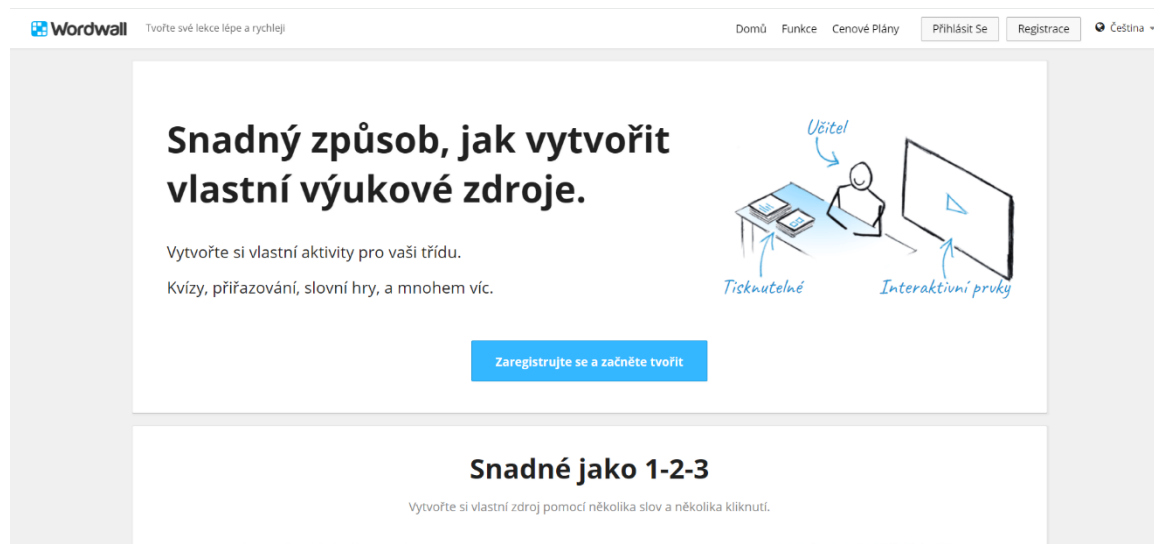 Wordwall
Tvořte své lekce lépe a rychleji
Domů Funkce Cenové Plány Přihlásit Se Registrace Čeština
Snadný způsob, jak vytvořit
vlastní výukové zdroje.
Vytvořte si vlastní aktivity pro vaši třídu.
Kvízy, přiřazování, slovní hry, a mnohem víc.
Učitel
Tisknutelné
Interaktivní prvky
Zaregistrujte se a začněte tvořit
Snadné jako 1-2-3
Vytvořte si vlastní zdroj pomocí několika slov a několika kliknutí.